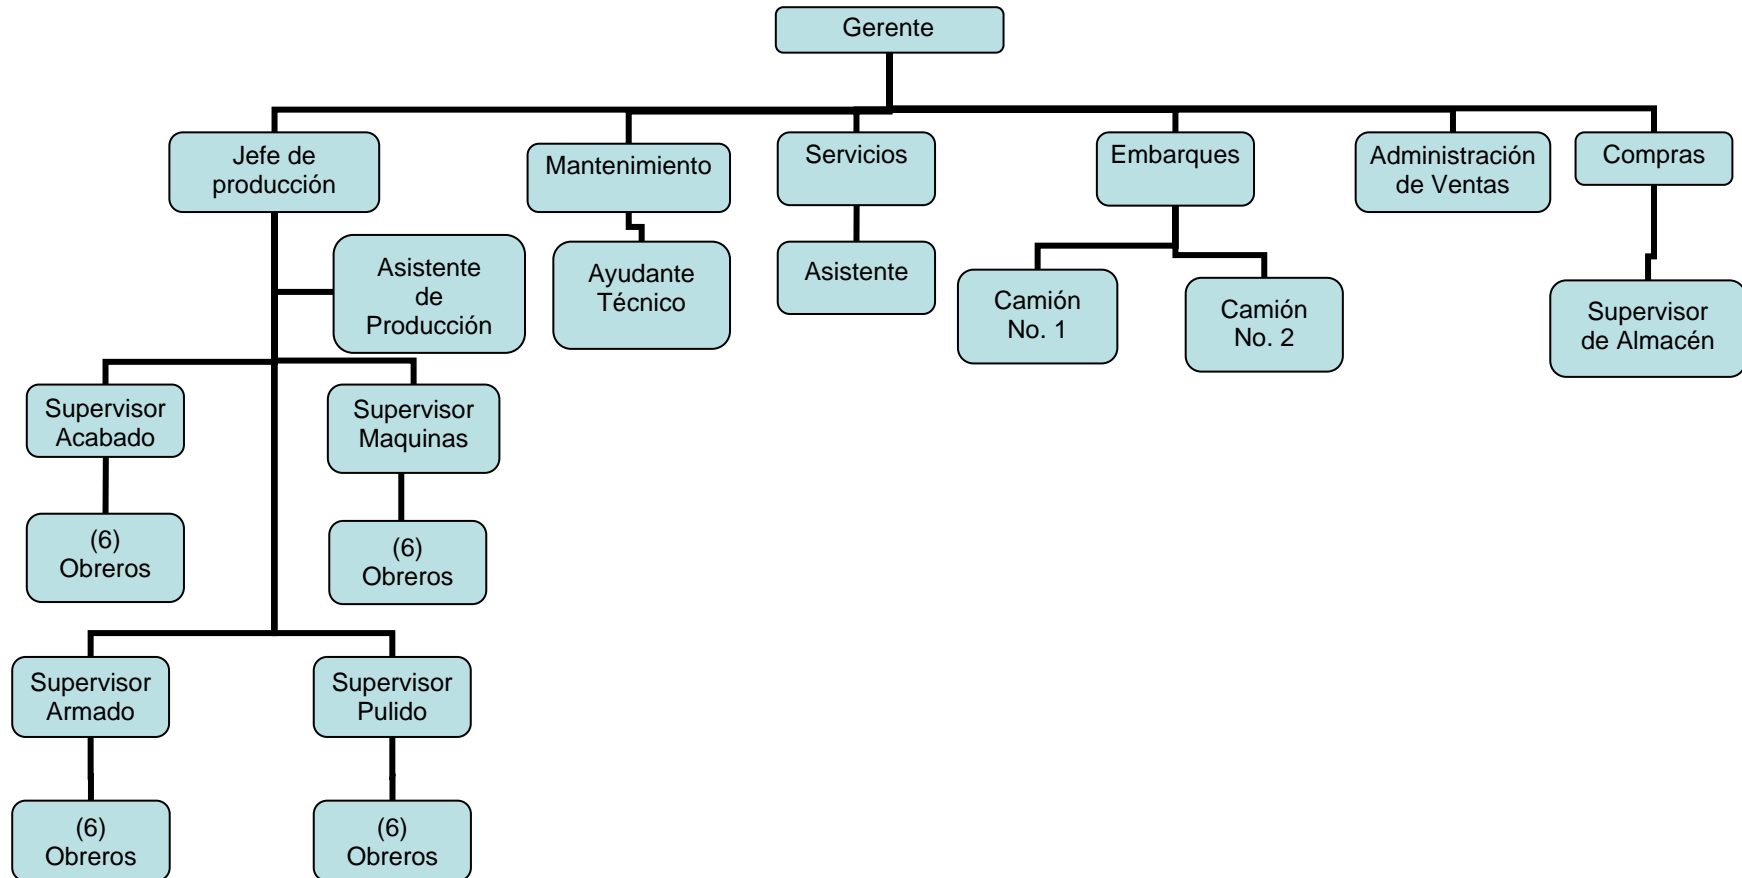 Gerente
Jefe de
producción
Mantenimiento
Servicios
Embarques
Administración
de Ventas
Compras
Asistente
de
Producción
Ayudante
Técnico
Asistente
Camión
No. 1
Camión
No. 2
Supervisor
de Almacén
Supervisor
Acabado
Supervisor
Maquinas
(6)
Obreros
(6)
Obreros
Supervisor
Armado
Supervisor
Pulido
(6)
Obreros
(6)
Obreros